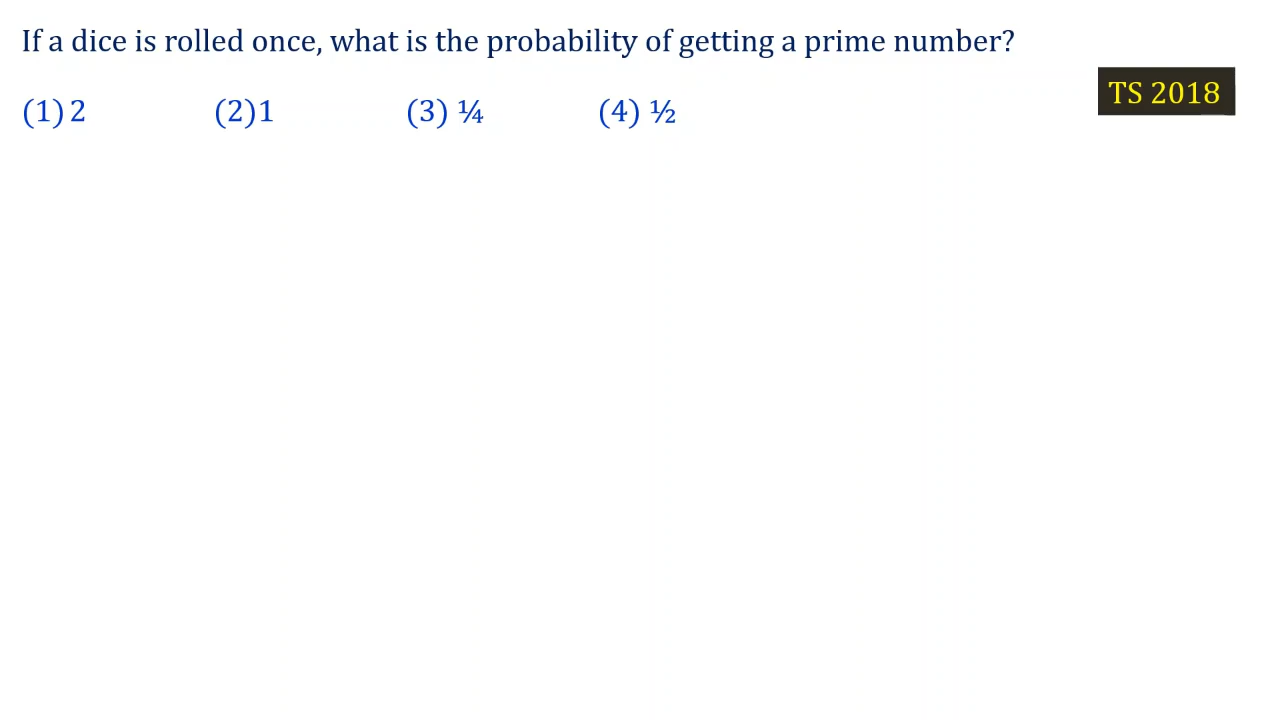 If a dice is rolled once, what is the probability of getting a prime number?
TS 2018
(1) 2 (2)1 (3) ¼ (4) ½